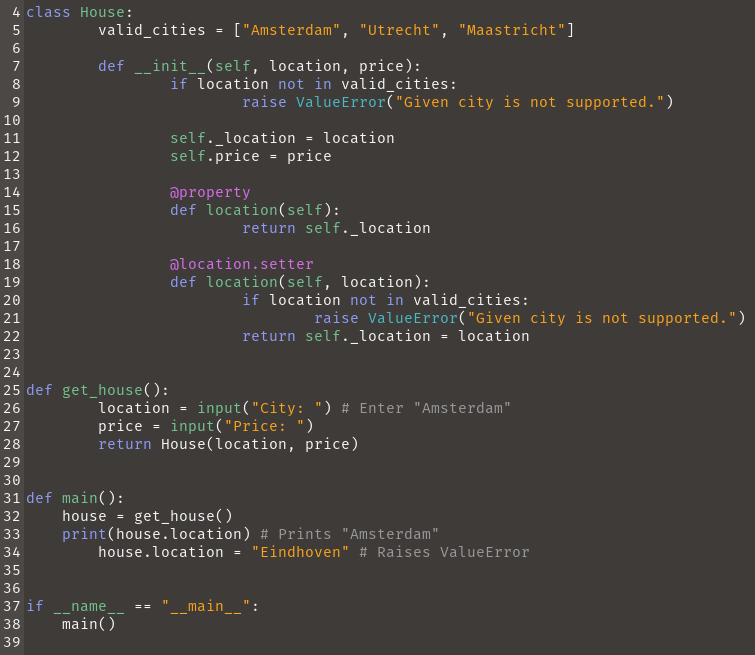 4 class House:
5         valid_cities = ["Amsterdam", "Utrecht", "Maastricht"]
6
7         def __init__(self, location, price):
8                 if location not in valid_cities:
9                         raise ValueError("Given city is not supported.")
10
11                 self._location = location
12                 self.price = price
13
14                 @property
15                 def location(self):
16                         return self._location
17
18                 @location.setter
19                 def location(self, location):
20                         if location not in valid_cities:
21                                 raise ValueError("Given city is not supported.")
22                         return self._location = location
23
24
25 def get_house():
26         location = input("City: ") # Enter "Amsterdam"
27         price = input("Price: ")
28         return House(location, price)
29
30
31 def main():
32     house = get_house()
33     print(house.location) # Prints "Amsterdam"
34         house.location = "Eindhoven" # Raises ValueError
35
36
37 if __name__ == "__main__":
38     main()
39